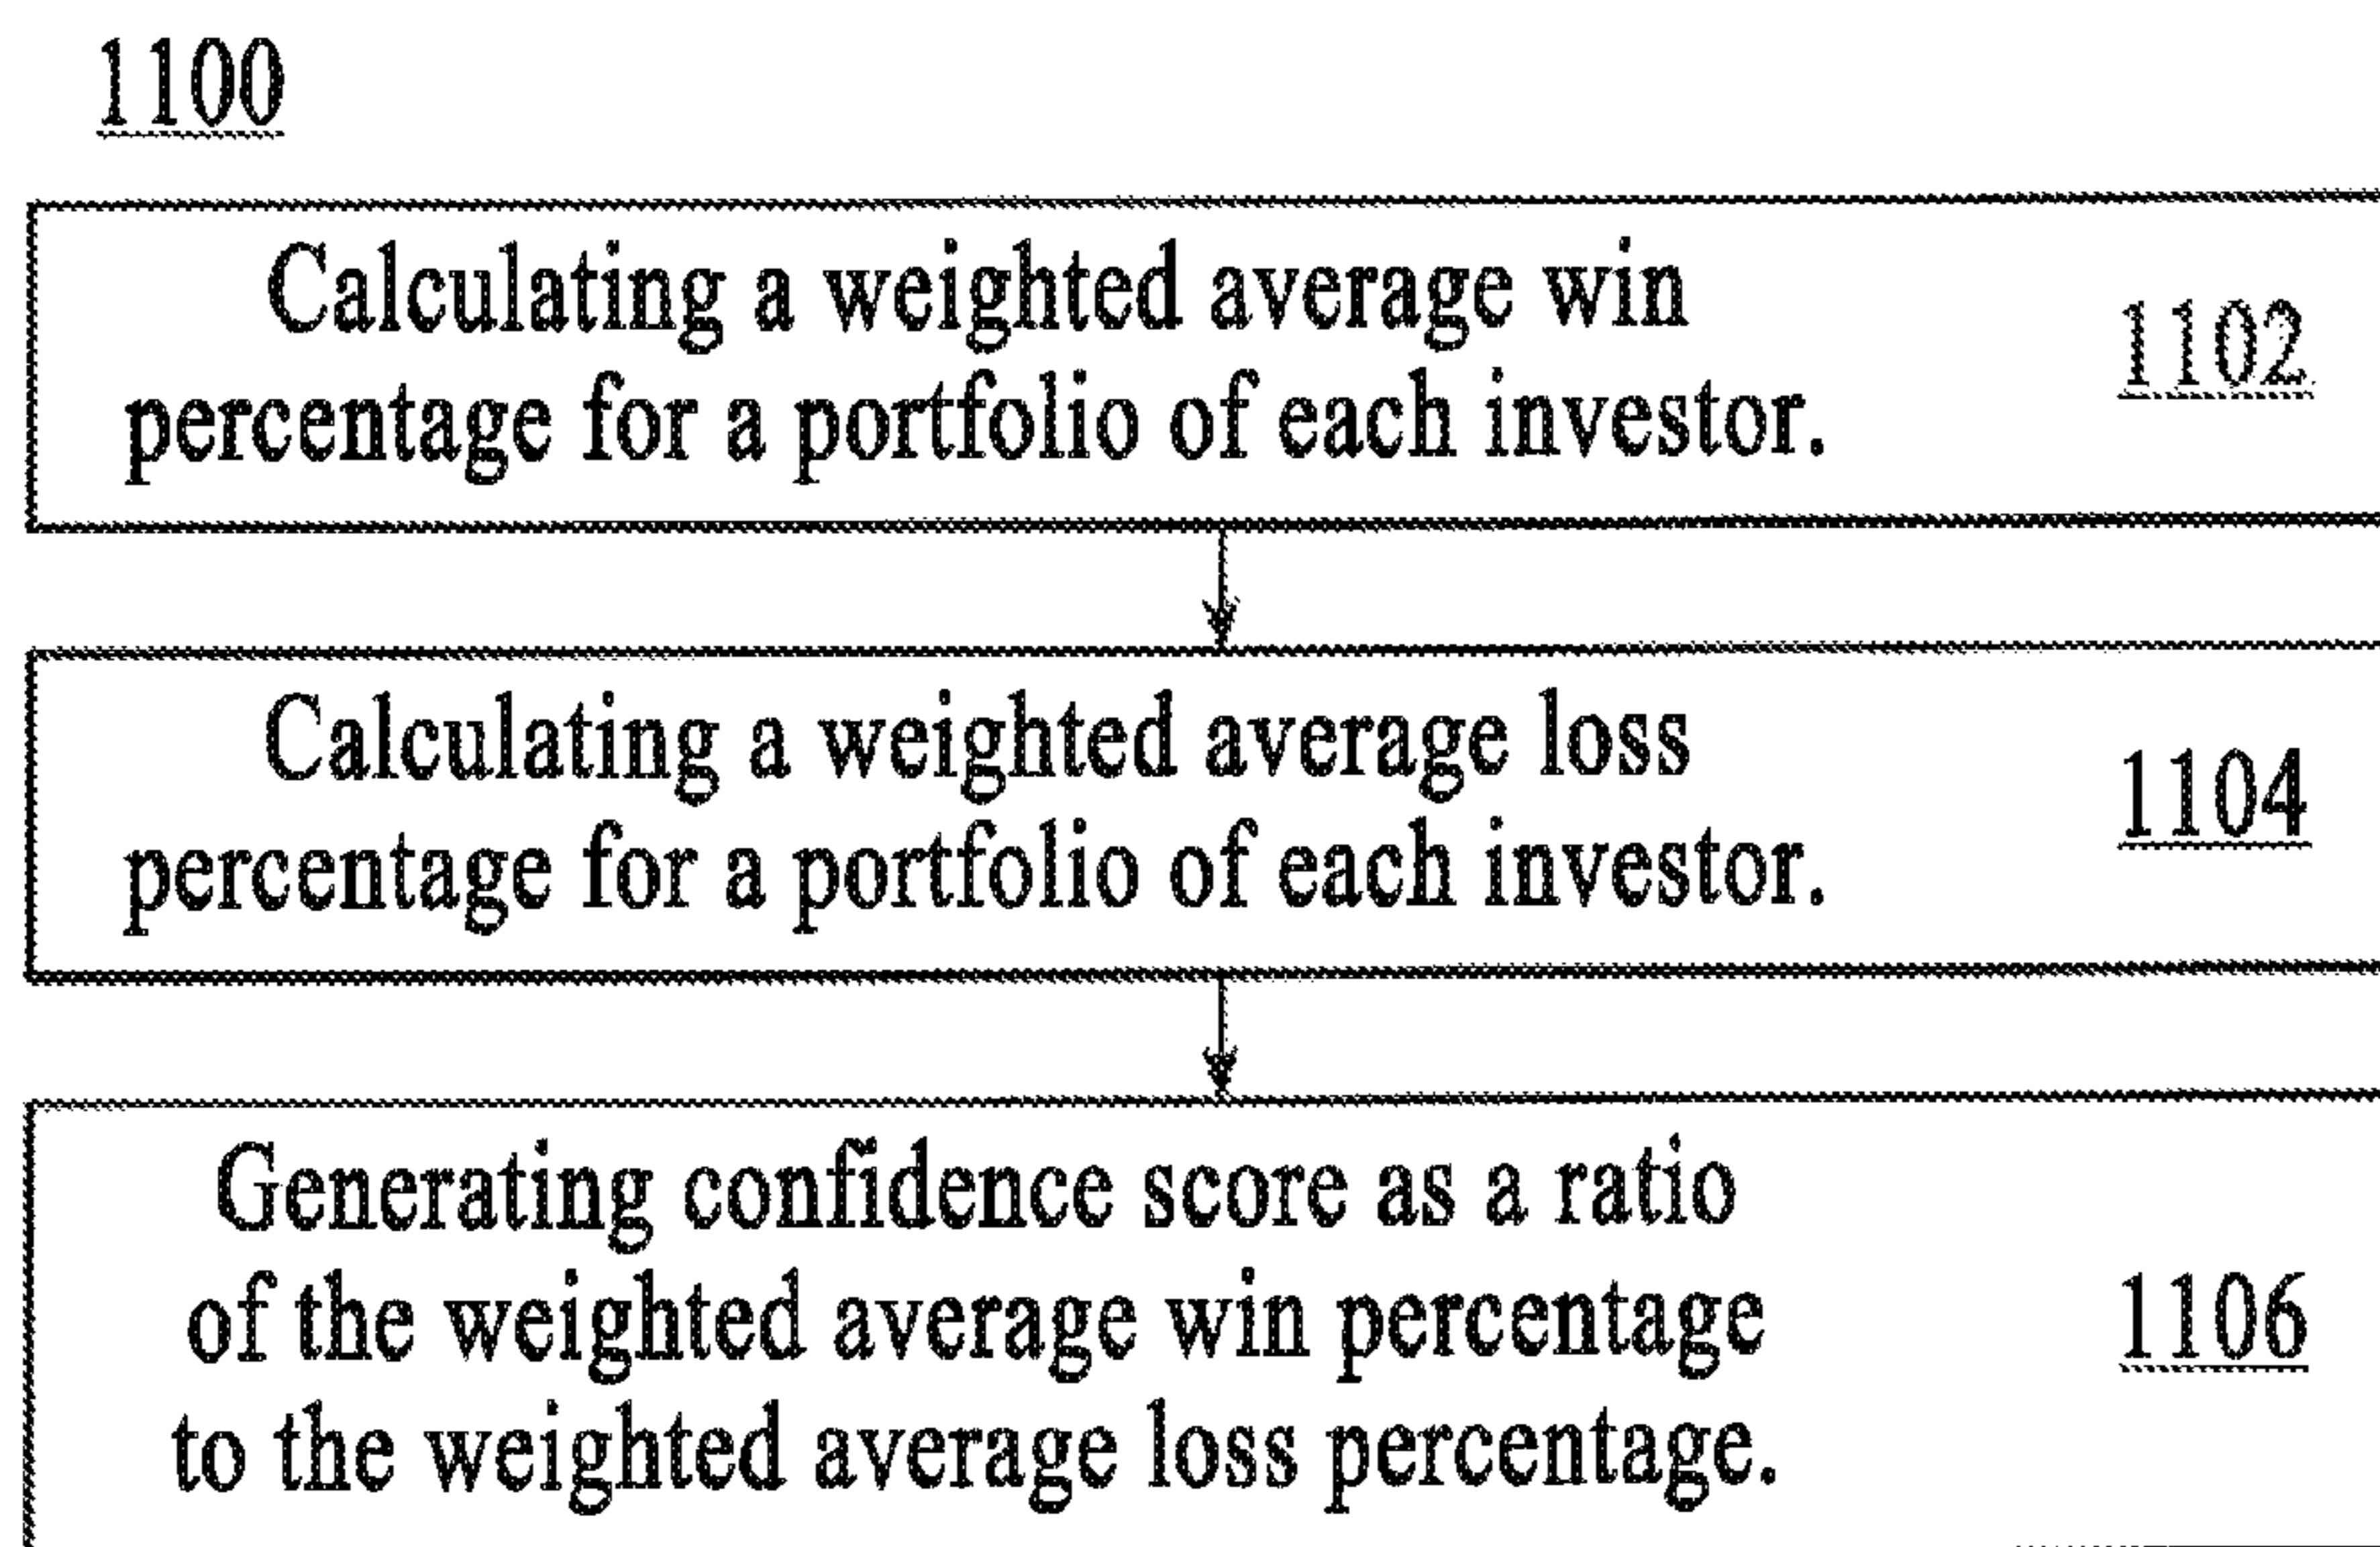 1100
Calculating a weighted average win
percentage for a portfolio of each investor.
1102
Calculating a weighted average loss
percentage for a portfolio of each investor.
1104
Generating confidence score as a ratio
of the weighted average win percentage
to the weighted average loss percentage.
1106